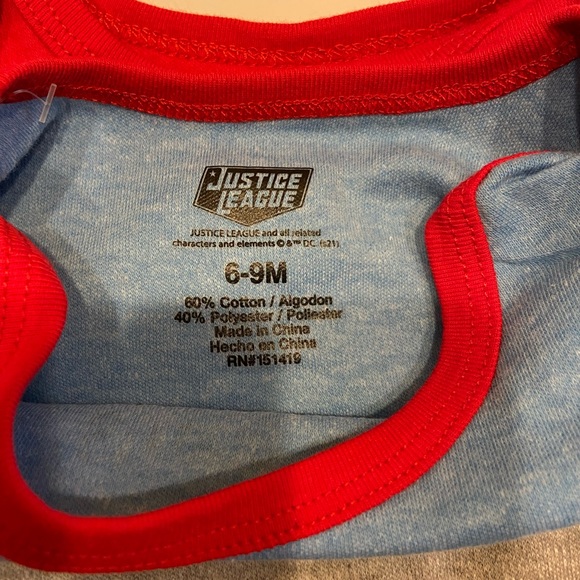 JUSTICE
LEAGUE
JUSTICE LEAGUE and all related
characters and elements © & ™ DC. (s21)
6-9M
60% Cotton / Algodon
40% Polyester / Poliester
Made in China
Hecho en China
RN#151419